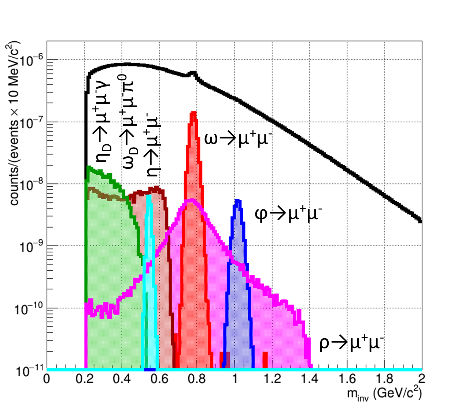 counts/(events × 10 MeV/c²)
10⁻⁶
10⁻⁷
10⁻⁸
10⁻⁹
10⁻¹⁰
10⁻¹¹
η_D→μ⁺μ⁻γ
ω_D→μ⁺μ⁻π⁰
η→μ⁺μ⁻
ω→μ⁺μ⁻
φ→μ⁺μ⁻
ρ→μ⁺μ⁻
0 0.2 0.4 0.6 0.8 1 1.2 1.4 1.6 1.8 2
m_inv (GeV/c²)